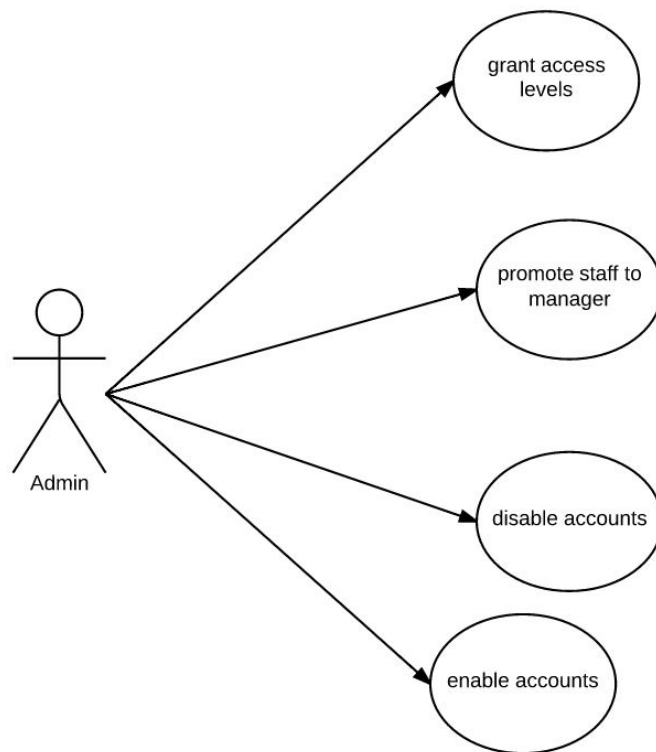 grant access
levels
promote staff to
manager
Admin
disable accounts
enable accounts